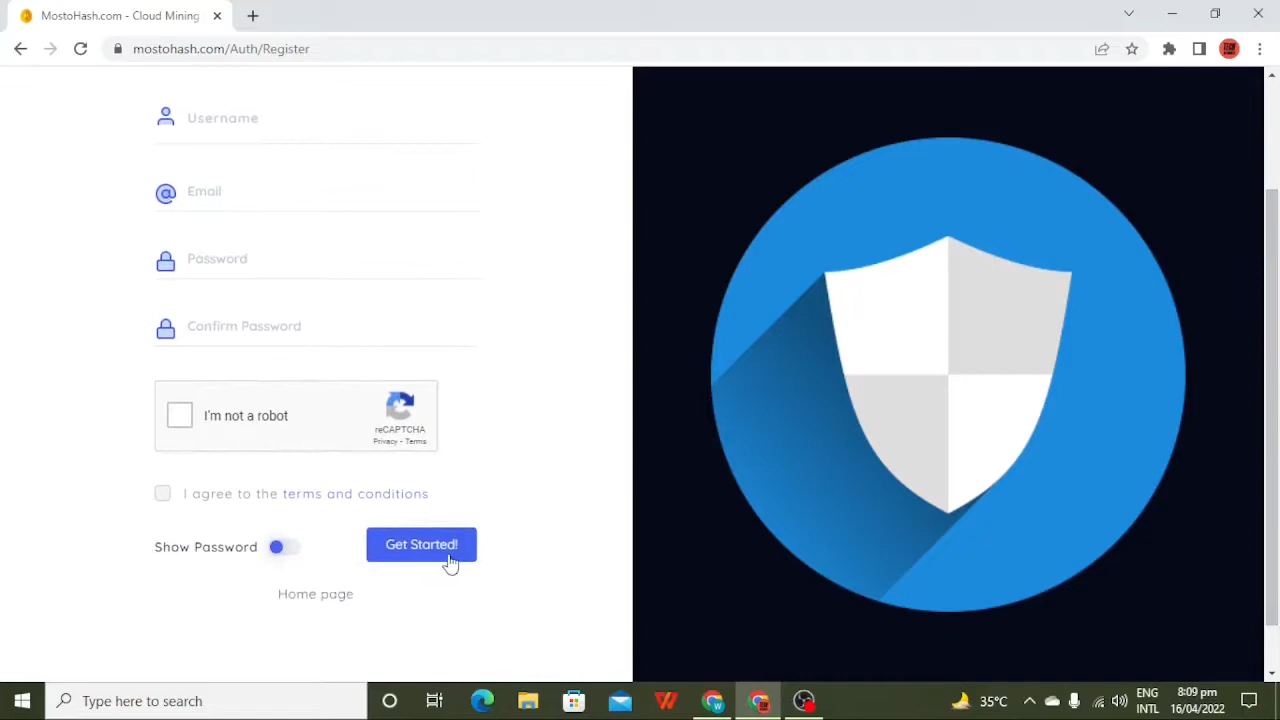 MostoHash.com - Cloud Mining
mostohash.com/Auth/Register
Username
@ Email
Password
Confirm Password
I'm not a robot
reCAPTCHA
Privacy - Terms
I agree to the terms and conditions
Show Password
Get Started!
Home page
Type here to search
35°C
ENG
INTL
8:09 pm
16/04/2022